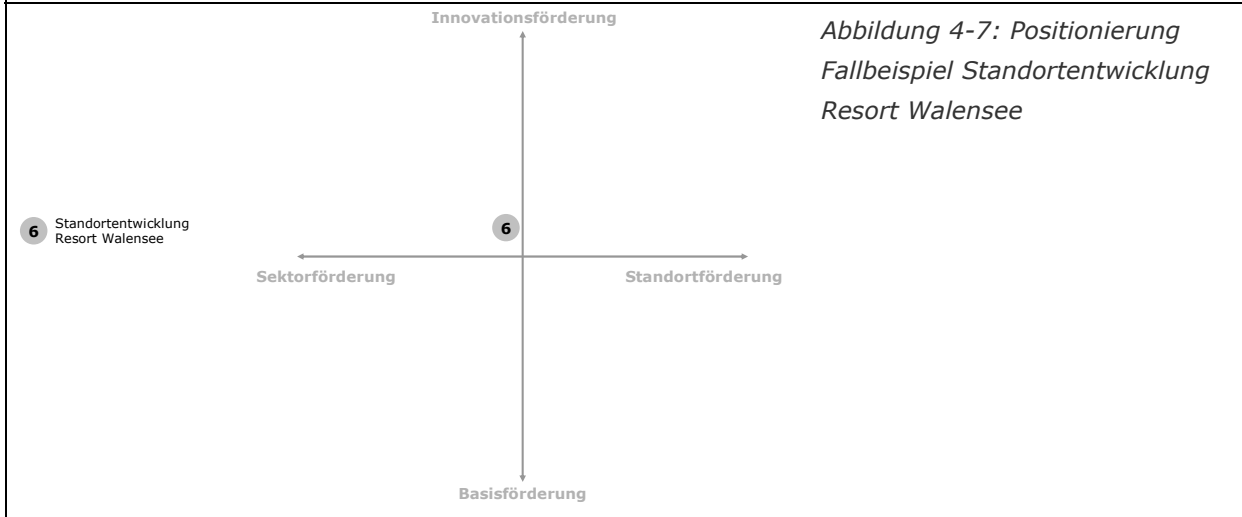 Innovationsförderung
Abbildung 4-7: Positionierung
Fallbeispiel Standortentwicklung
Resort Walensee
6 Standortentwicklung
Resort Walensee
6
Sektorförderung
Standortförderung
Basisförderung